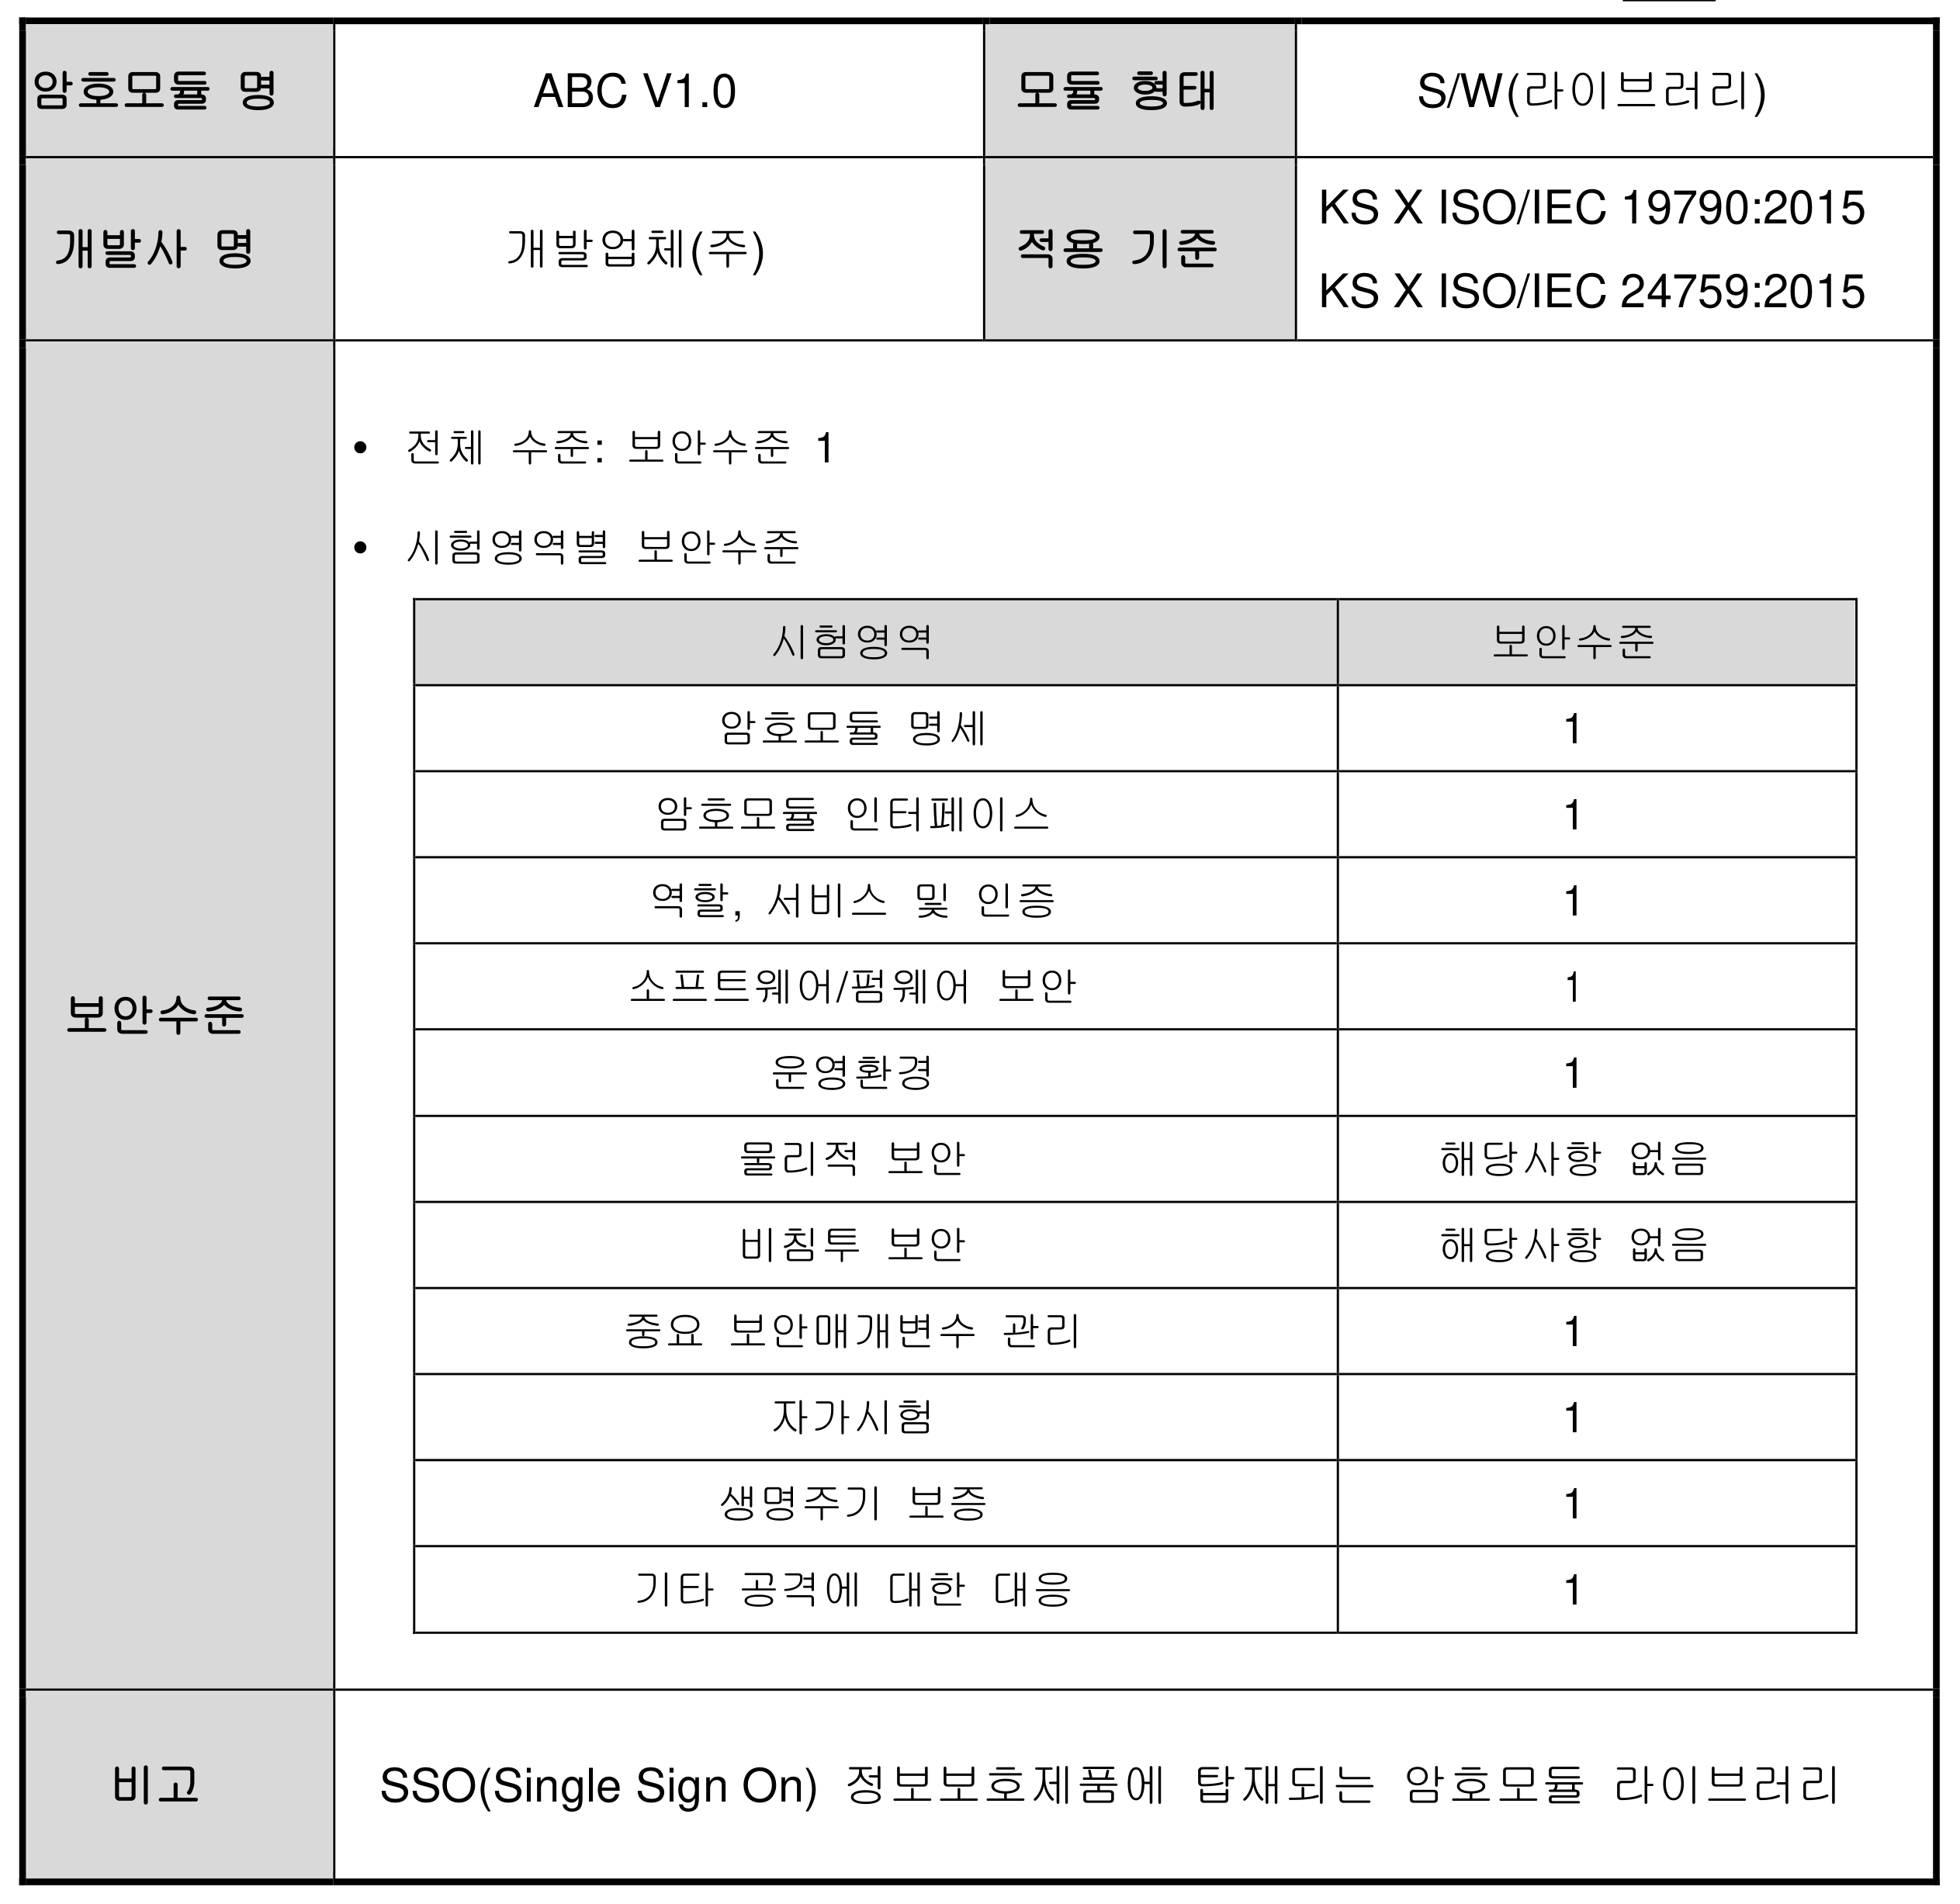 암호모듈 명 ABC V1.0 모듈 형태 S/W(라이브러리)
개발사 명 개발업체(주) 적용 기준 KS X ISO/IEC 19790:2015
KS X ISO/IEC 24759:2015
보안수준
• 전체 수준: 보안수준 1
• 시험영역별 보안수준
시험영역 보안수준
암호모듈 명세 1
암호모듈 인터페이스 1
역할, 서비스 및 인증 1
소프트웨어/펌웨어 보안 1
운영환경 1
물리적 보안 해당사항 없음
비침투 보안 해당사항 없음
중요 보안매개변수 관리 1
자가시험 1
생명주기 보증 1
기타 공격에 대한 대응 1
비고 SSO(Single Sign On) 정보보호제품에 탑재되는 암호모듈 라이브러리